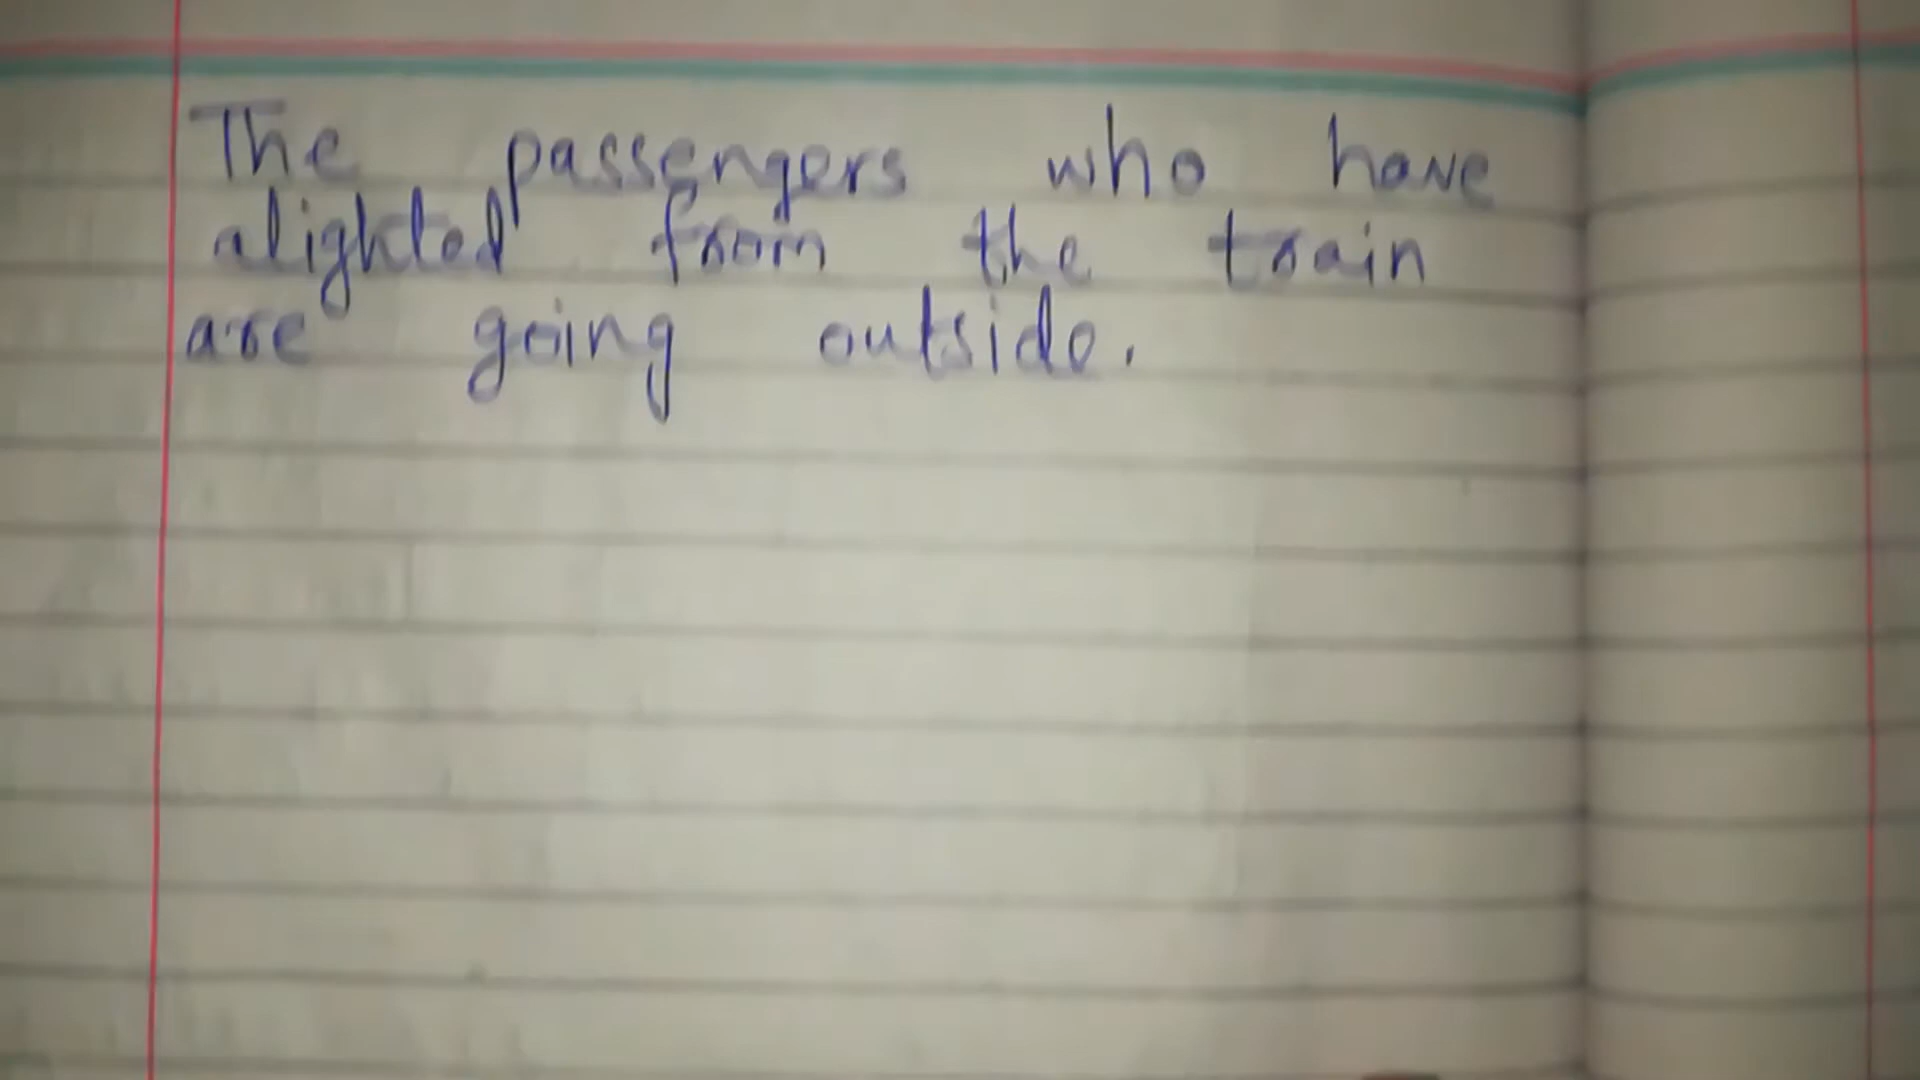 The passengers who have
alighted from the train
are going outside.